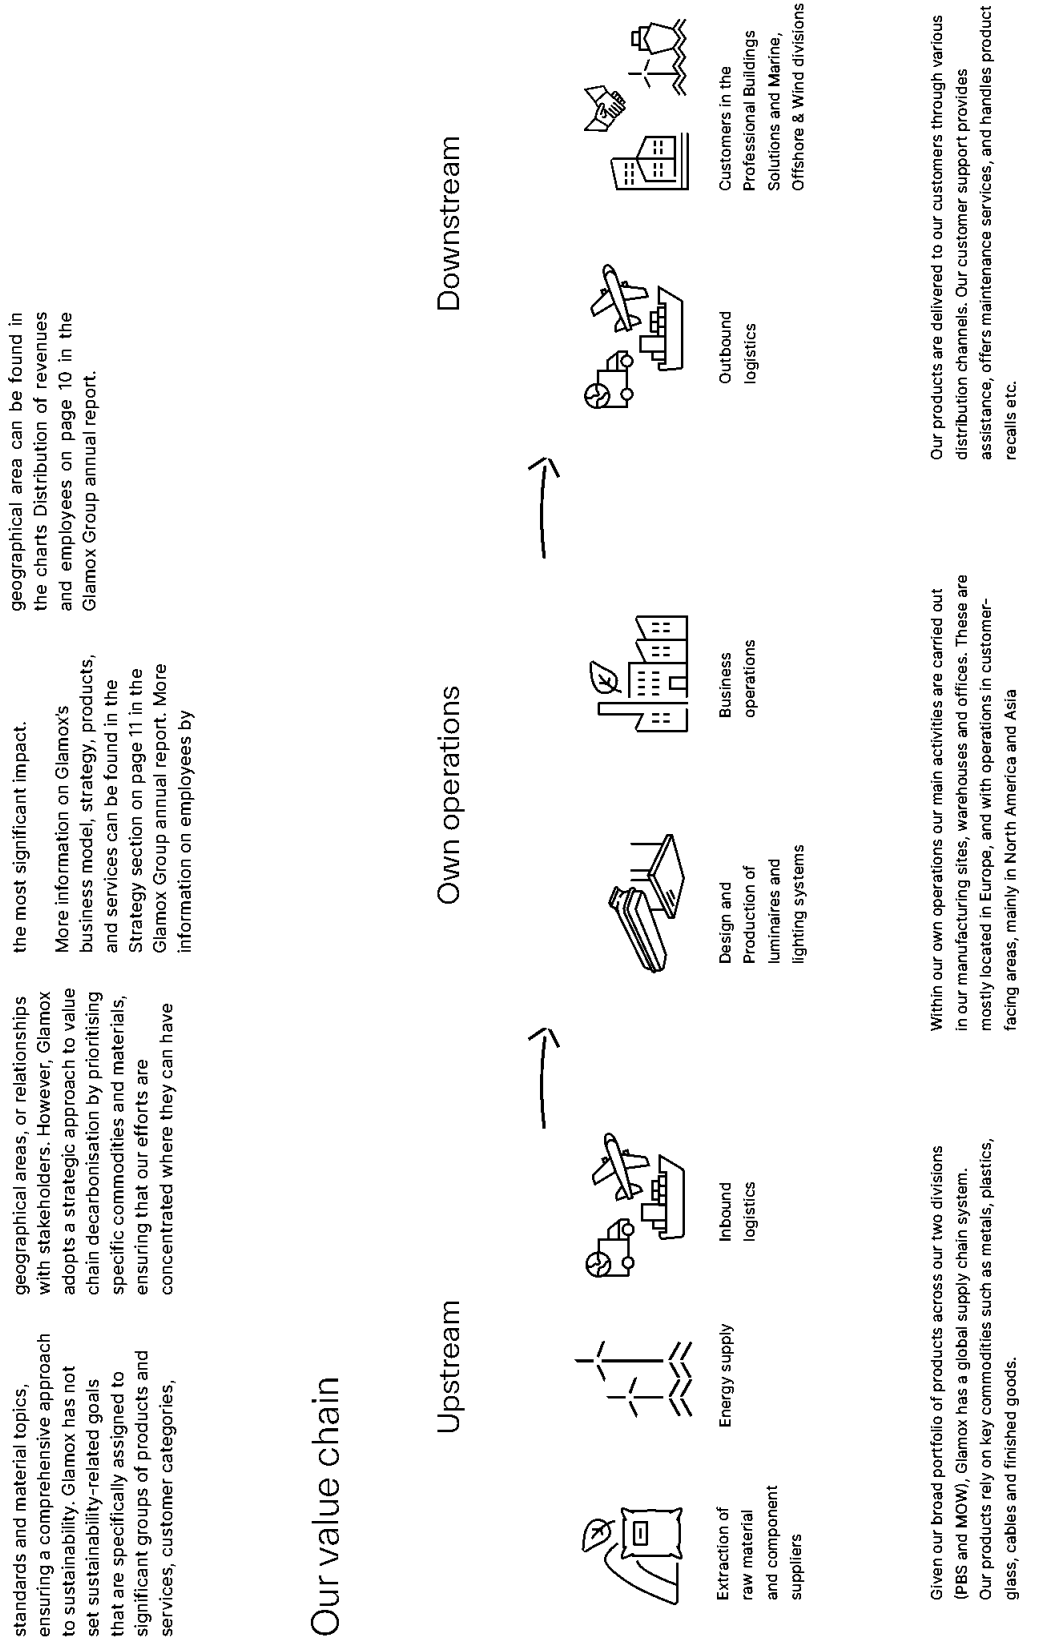 standards and material topics,
ensuring a comprehensive approach
to sustainability. Glamox has not
set sustainability-related goals
that are specifically assigned to
significant groups of products and
services, customer categories,
geographical areas, or relationships
with stakeholders. However, Glamox
adopts a strategic approach to value
chain decarbonisation by prioritising
specific commodities and materials,
ensuring that our efforts are
concentrated where they can have
the most significant impact.
More information on Glamox's
business model, strategy, products,
and services can be found in the
Strategy section on page 11 in the
Glamox Group annual report. More
information on employees by
geographical area can be found in
the charts Distribution of revenues
and employees on page 10 in the
Glamox Group annual report.
Our value chain
Upstream
Extraction of
raw material
and component
suppliers
Energy supply
Inbound
logistics
Given our broad portfolio of products across our two divisions
(PBS and MOW), Glamox has a global supply chain system.
Our products rely on key commodities such as metals, plastics,
glass, cables and finished goods.
Own operations
Design and
Production of
luminaires and
lighting systems
Business
operations
Within our own operations our main activities are carried out
in our manufacturing sites, warehouses and offices. These are
mostly located in Europe, and with operations in customer-
facing areas, mainly in North America and Asia
Downstream
Outbound
logistics
Customers in the
Professional Buildings
Solutions and Marine,
Offshore & Wind divisions
Our products are delivered to our customers through various
distribution channels. Our customer support provides
assistance, offers maintenance services, and handles product
recalls etc.